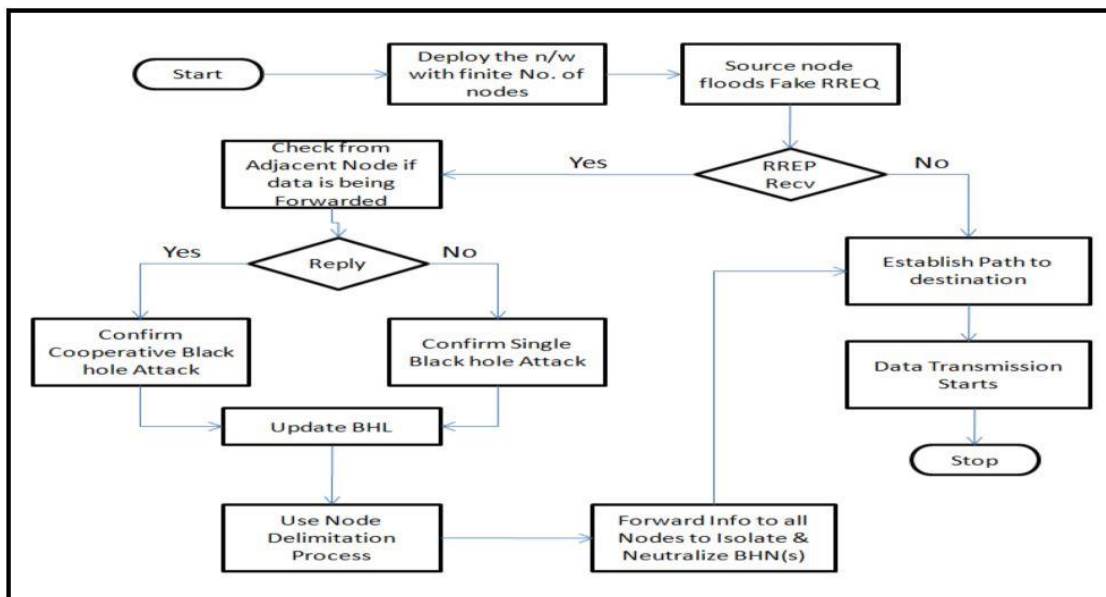 Start
Deploy the n/w
with finite No. of
nodes
Source node
floods Fake RREQ
RREP
Recv
Yes
No
Check from
Adjacent Node if
data is being
Forwarded
Reply
Yes
No
Confirm
Cooperative Black
hole Attack
Confirm Single
Black hole Attack
Update BHL
Use Node
Delimitation
Process
Forward Info to all
Nodes to Isolate &
Neutralize BHN(s)
Establish Path to
destination
Data Transmission
Starts
Stop